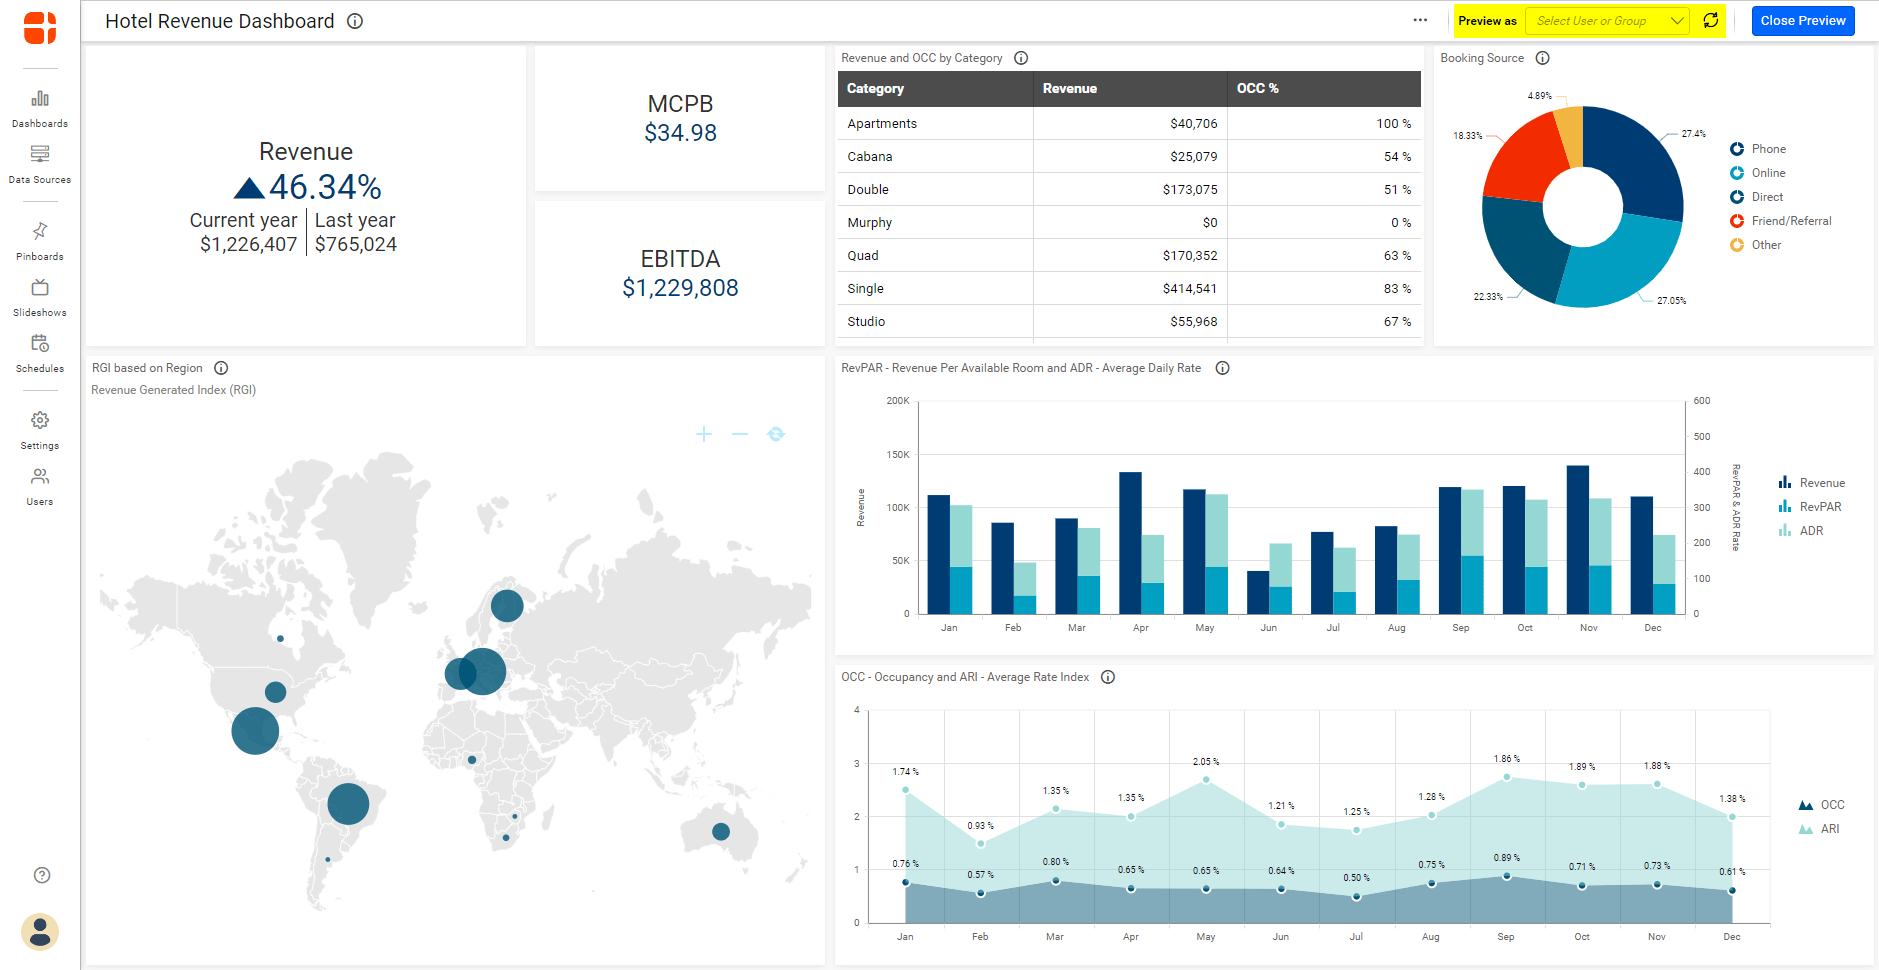 Hotel Revenue Dashboard
Preview as
Select User or Group
Close Preview
Dashboards
Data Sources
Pinboards
Slideshows
Schedules
Settings
Users
Revenue
46.34%
Current year
Last year
$1,226,407
$765,024
MCPB
$34.98
EBITDA
$1,229,808
Revenue and OCC by Category
Category Revenue OCC %
Apartments $40,706 100 %
Cabana $25,079 54 %
Double $173,075 51 %
Murphy $0 0 %
Quad $170,352 63 %
Single $414,541 83 %
Studio $55,968 67 %
Booking Source
4.89%
18.33%
27.4%
22.33%
27.05%
Phone
Online
Direct
Friend/Referral
Other
RGI based on Region
Revenue Generated Index (RGI)
RevPAR - Revenue Per Available Room and ADR - Average Daily Rate
200K
150K
100K
50K
0
Revenue
600
500
400
300
200
100
0
RevPAR & ADR Rate
Jan Feb Mar Apr May Jun Jul Aug Sep Oct Nov Dec
Revenue
RevPAR
ADR
OCC - Occupancy and ARI - Average Rate Index
4
3
2
1
0
1.74 % 0.93 % 1.35 % 1.35 % 2.05 % 1.21 % 1.25 % 1.28 % 1.86 % 1.89 % 1.88 % 1.38 %
0.76 % 0.57 % 0.80 % 0.65 % 0.65 % 0.64 % 0.50 % 0.75 % 0.89 % 0.71 % 0.73 % 0.61 %
Jan Feb Mar Apr May Jun Jul Aug Sep Oct Nov Dec
OCC
ARI